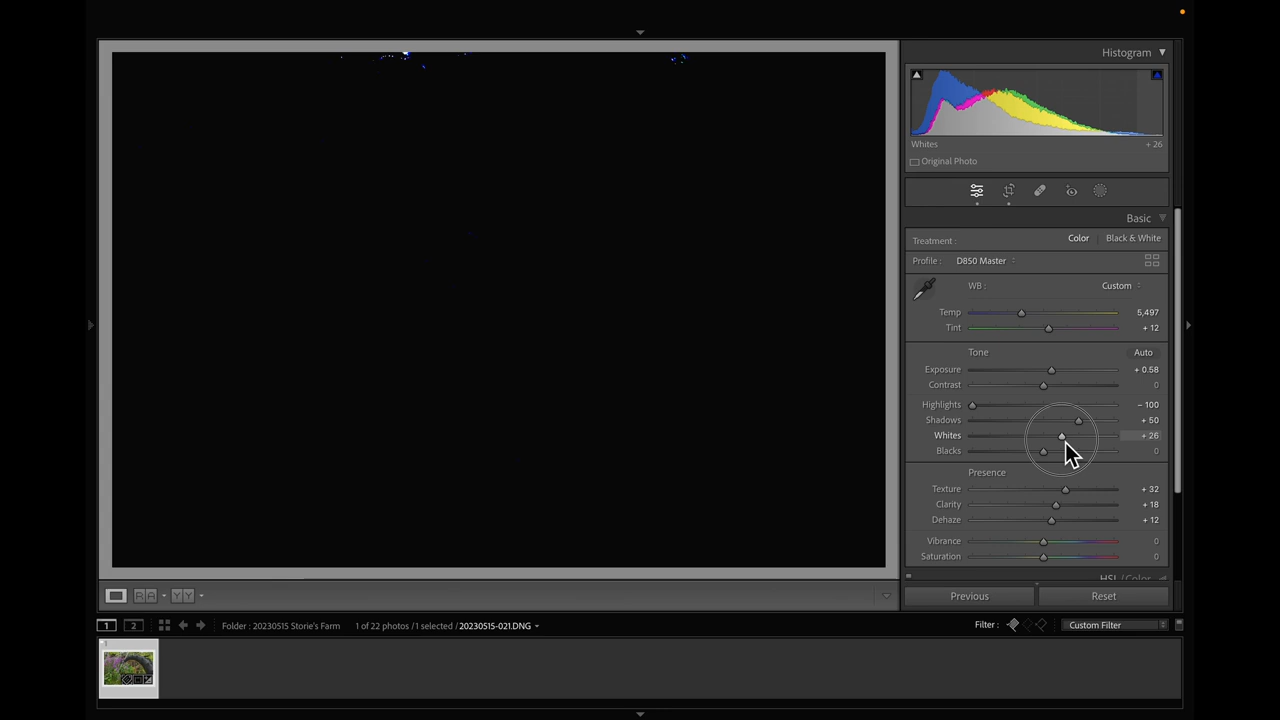 Histogram
Whites + 26
Original Photo
Basic
Treatment : Color Black & White
Profile : D850 Master
WB : Custom
Temp 5,497
Tint + 12
Tone Auto
Exposure + 0.58
Contrast 0
Highlights – 100
Shadows + 50
Whites + 26
Blacks 0
Presence
Texture + 32
Clarity + 18
Dehaze + 12
Vibrance 0
Saturation 0
HSL / Color
Previous Reset
R A Y Y
1 2 Folder : 20230515 Storie's Farm 1 of 22 photos / 1 selected / 20230515-021.DNG Filter : Custom Filter
1